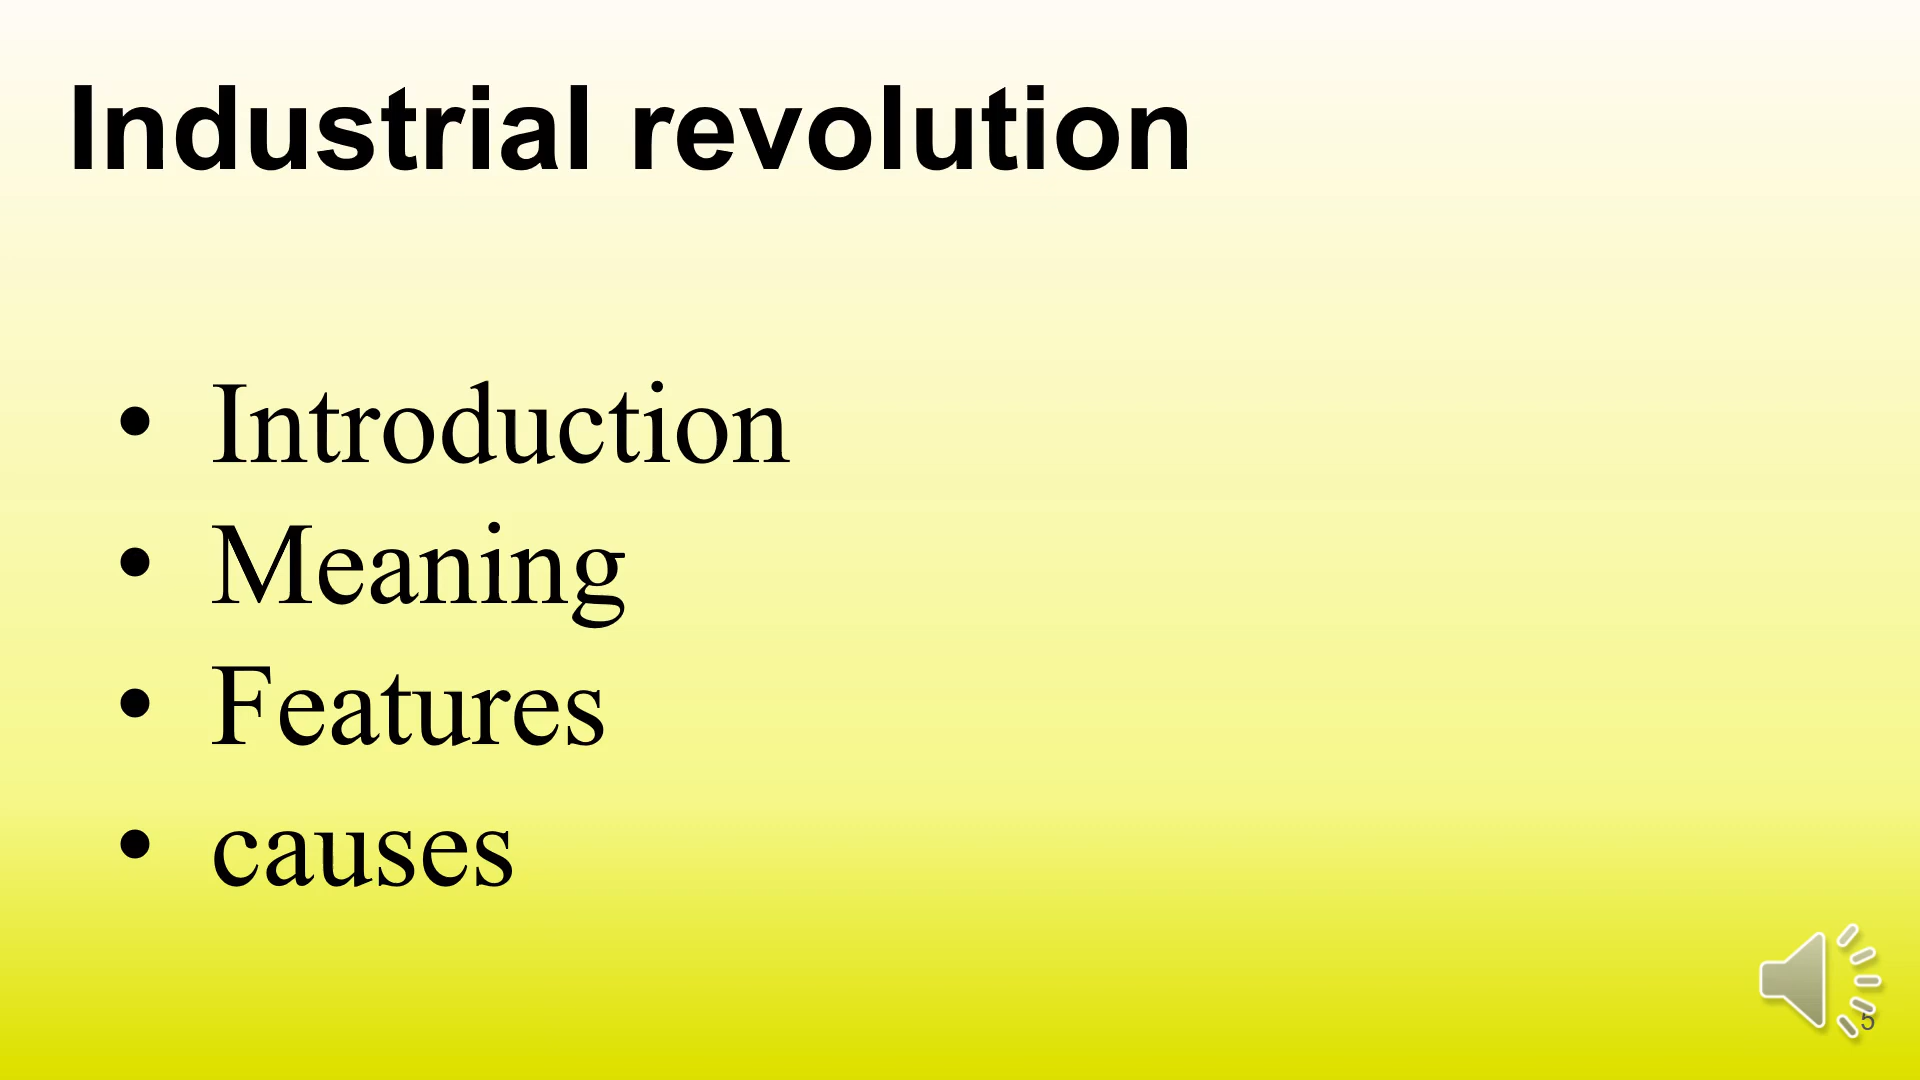 Industrial revolution
• Introduction
• Meaning
• Features
• causes
5